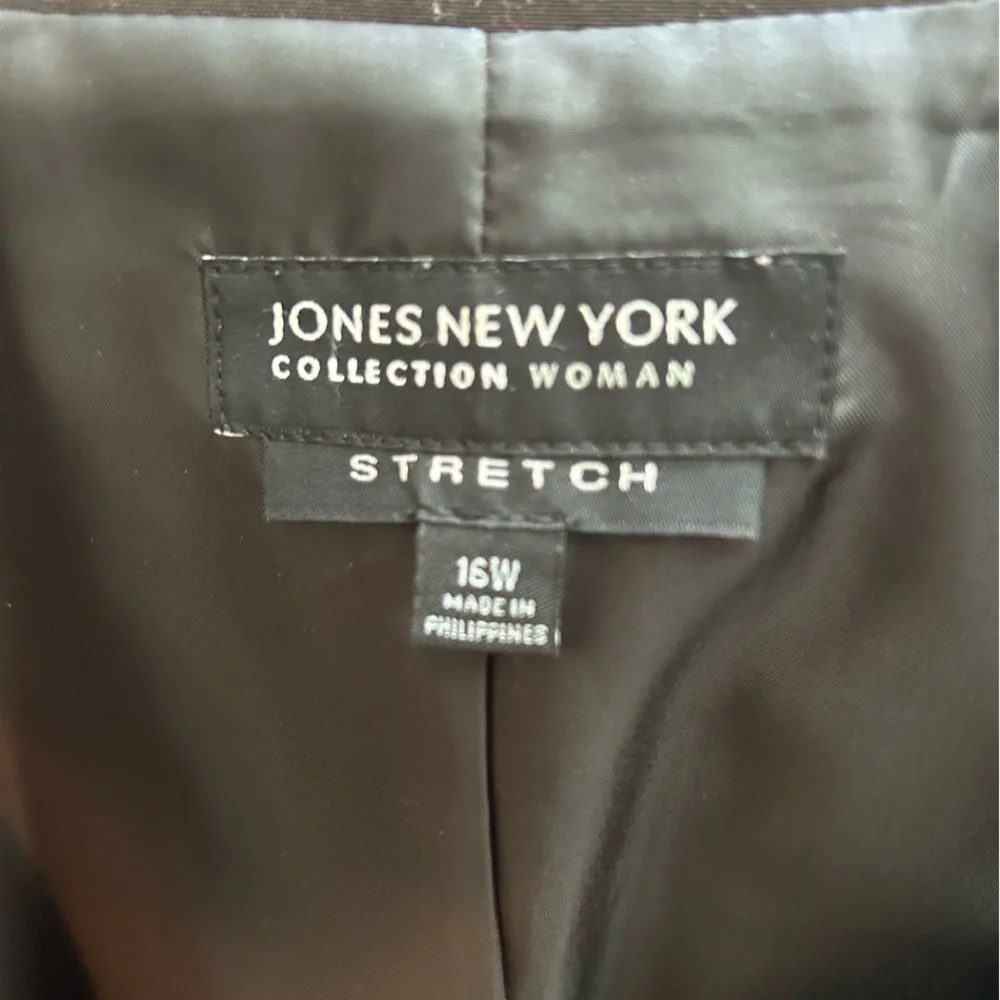 JONES NEW YORK
COLLECTION WOMAN
STRETCH
16W
MADE IN
PHILIPPINES